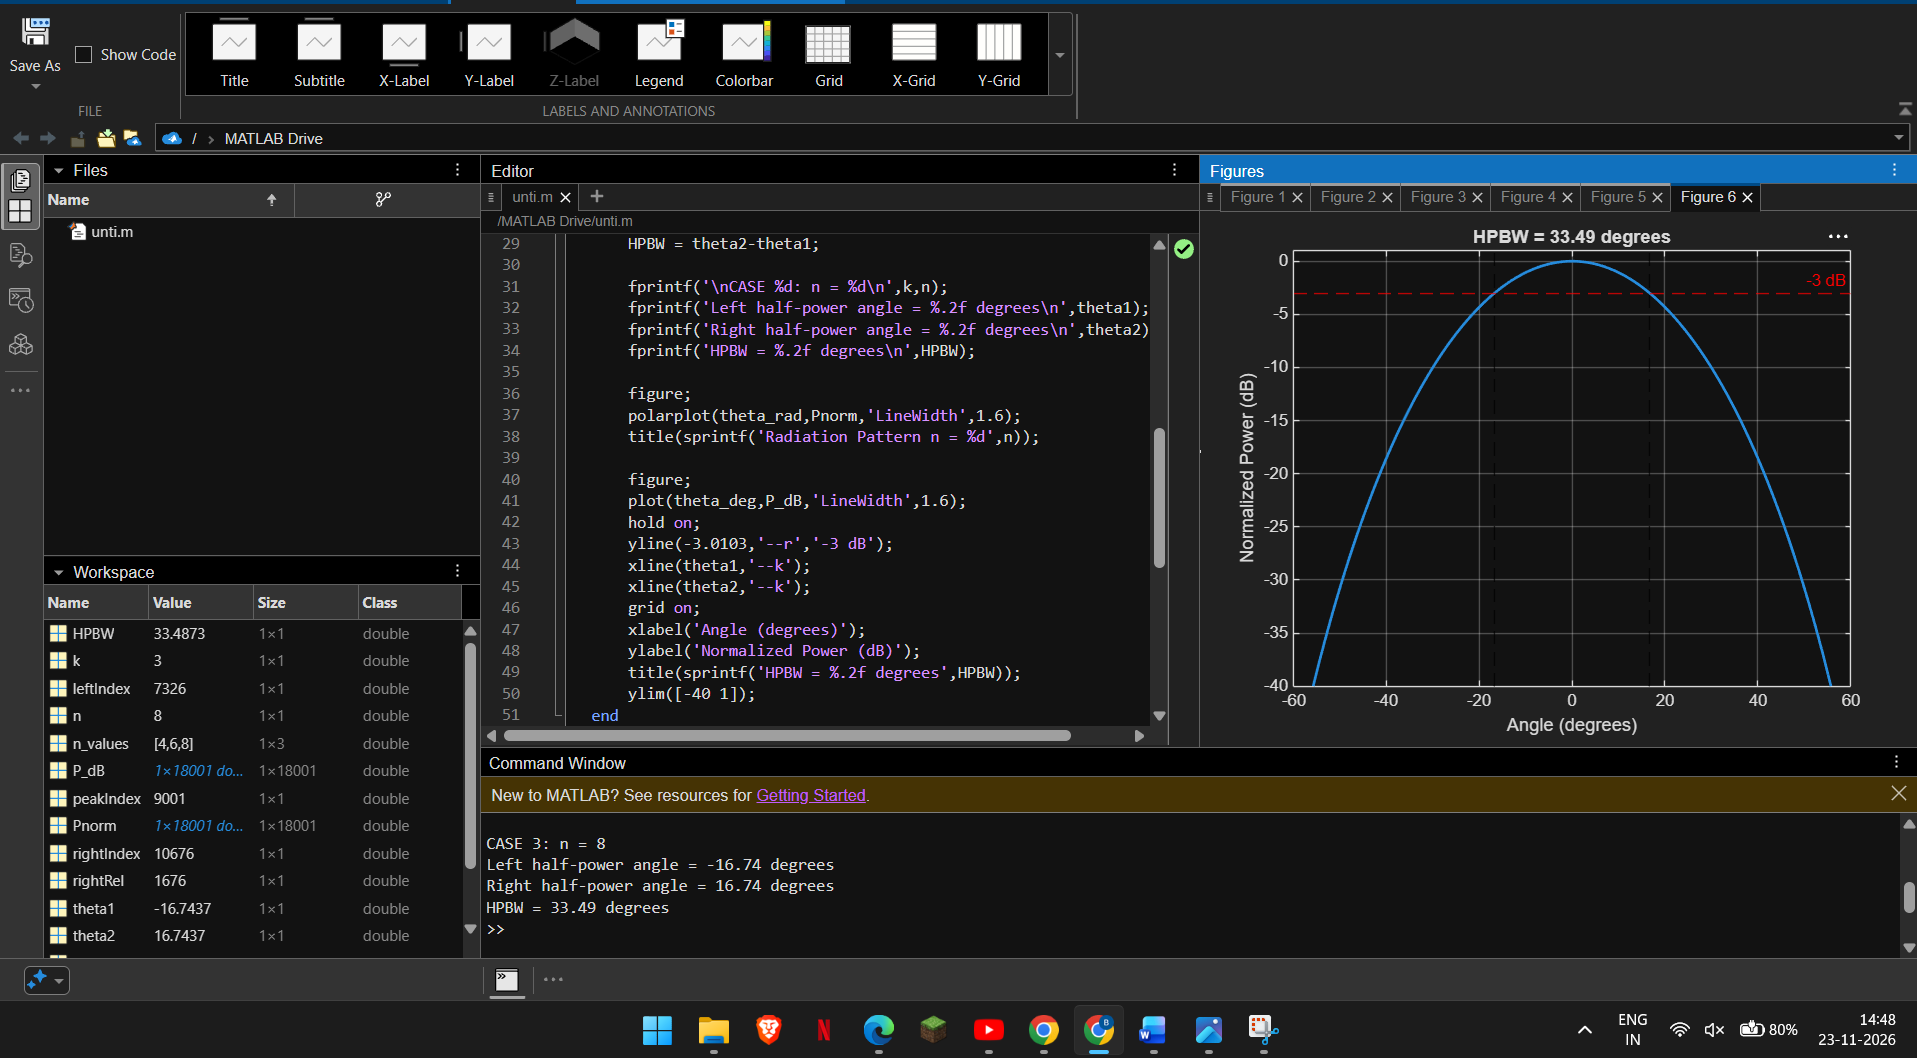 Save As
Show Code
FILE
Title
Subtitle
X-Label
Y-Label
Z-Label
Legend
Colorbar
Grid
X-Grid
Y-Grid
LABELS AND ANNOTATIONS
/ › MATLAB Drive
Files
Name
unti.m
Workspace
Name Value Size Class
HPBW 33.4873 1×1 double
k 3 1×1 double
leftIndex 7326 1×1 double
n 8 1×1 double
n_values [4,6,8] 1×3 double
P_dB 1×18001 do... 1×18001 double
peakIndex 9001 1×1 double
Pnorm 1×18001 do... 1×18001 double
rightIndex 10676 1×1 double
rightRel 1676 1×1 double
theta1 -16.7437 1×1 double
theta2 16.7437 1×1 double
Editor
unti.m
/MATLAB Drive/unti.m
29 HPBW = theta2-theta1;
30
31 fprintf('\nCASE %d: n = %d\n',k,n);
32 fprintf('Left half-power angle = %.2f degrees\n',theta1);
33 fprintf('Right half-power angle = %.2f degrees\n',theta2)
34 fprintf('HPBW = %.2f degrees\n',HPBW);
35
36 figure;
37 polarplot(theta_rad,Pnorm,'LineWidth',1.6);
38 title(sprintf('Radiation Pattern n = %d',n));
39
40 figure;
41 plot(theta_deg,P_dB,'LineWidth',1.6);
42 hold on;
43 yline(-3.0103,'--r','-3 dB');
44 xline(theta1,'--k');
45 xline(theta2,'--k');
46 grid on;
47 xlabel('Angle (degrees)');
48 ylabel('Normalized Power (dB)');
49 title(sprintf('HPBW = %.2f degrees',HPBW));
50 ylim([-40 1]);
51 end
Figures
Figure 1 Figure 2 Figure 3 Figure 4 Figure 5 Figure 6
HPBW = 33.49 degrees
-3 dB
0
-5
-10
-15
-20
-25
-30
-35
-40
Normalized Power (dB)
-60 -40 -20 0 20 40 60
Angle (degrees)
Command Window
New to MATLAB? See resources for Getting Started.
CASE 3: n = 8
Left half-power angle = -16.74 degrees
Right half-power angle = 16.74 degrees
HPBW = 33.49 degrees
>>
ENG
IN
80%
14:48
23-11-2026